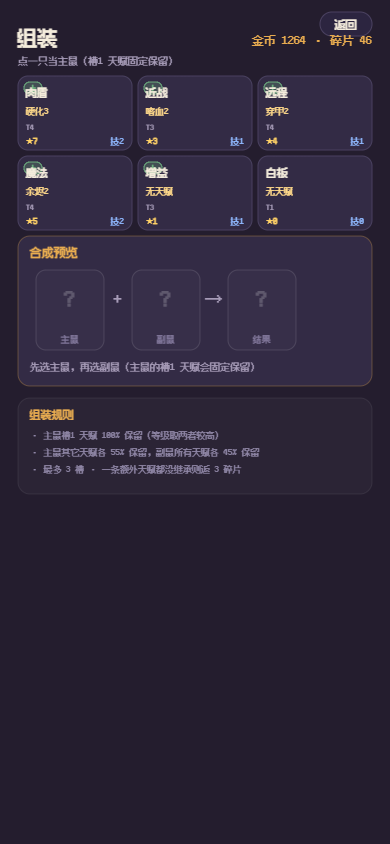 返回
组装
金币 1264 · 碎片 46
点一只当主鼠（槽1 天赋固定保留）
肉盾
硬化3
T4
★7 技2
近战
嗜血2
T3
★3 技1
远程
穿甲2
T4
★4 技1
魔法
余烬2
T4
★5 技2
增益
无天赋
T3
★1 技1
白板
无天赋
T1
★0 技0
合成预览
? + ? → ?
主鼠 副鼠 结果
先选主鼠，再选副鼠（主鼠的槽1 天赋会固定保留）
组装规则
· 主鼠槽1 天赋 100% 保留（等级取两者较高）
· 主鼠其它天赋各 55% 保留，副鼠所有天赋各 45% 保留
· 最多 3 槽 · 一条额外天赋都没继承则返 3 碎片